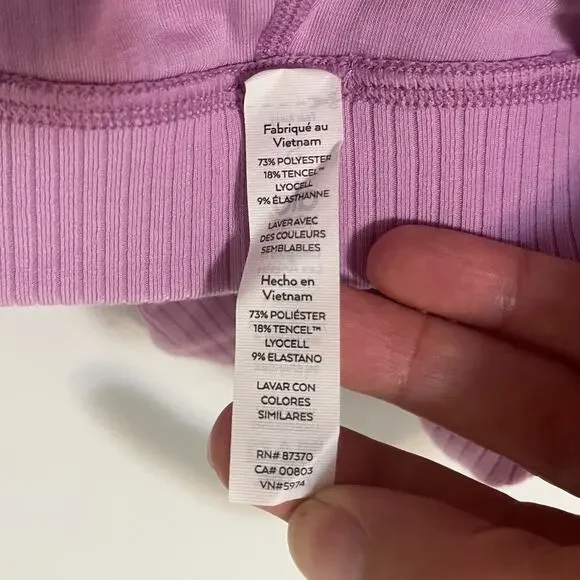 Fabriqué au
Vietnam
73% POLYESTER
18% TENCEL™
LYOCELL
9% ÉLASTHANNE
LAVER AVEC
DES COULEURS
SEMBLABLES
Hecho en
Vietnam
73% POLIÉSTER
18% TENCEL™
LYOCELL
9% ELASTANO
LAVAR CON
COLORES
SIMILARES
RN# 87370
CA# 00803
VN#5974